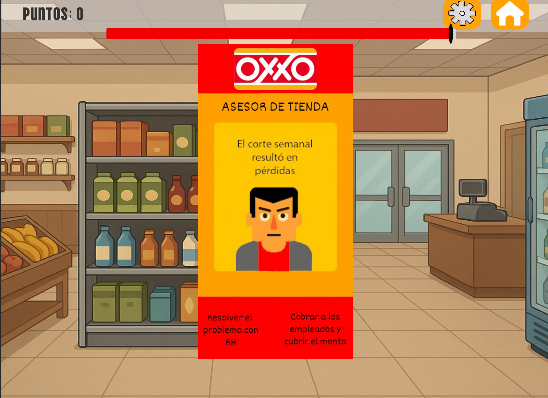 PUNTOS: 0
OXXO
ASESOR DE TIENDA
El corte semanal
resultó en
pérdidas
Resolver el
problema con
RH
Cobrar a los
empleados y
cubrir el monto